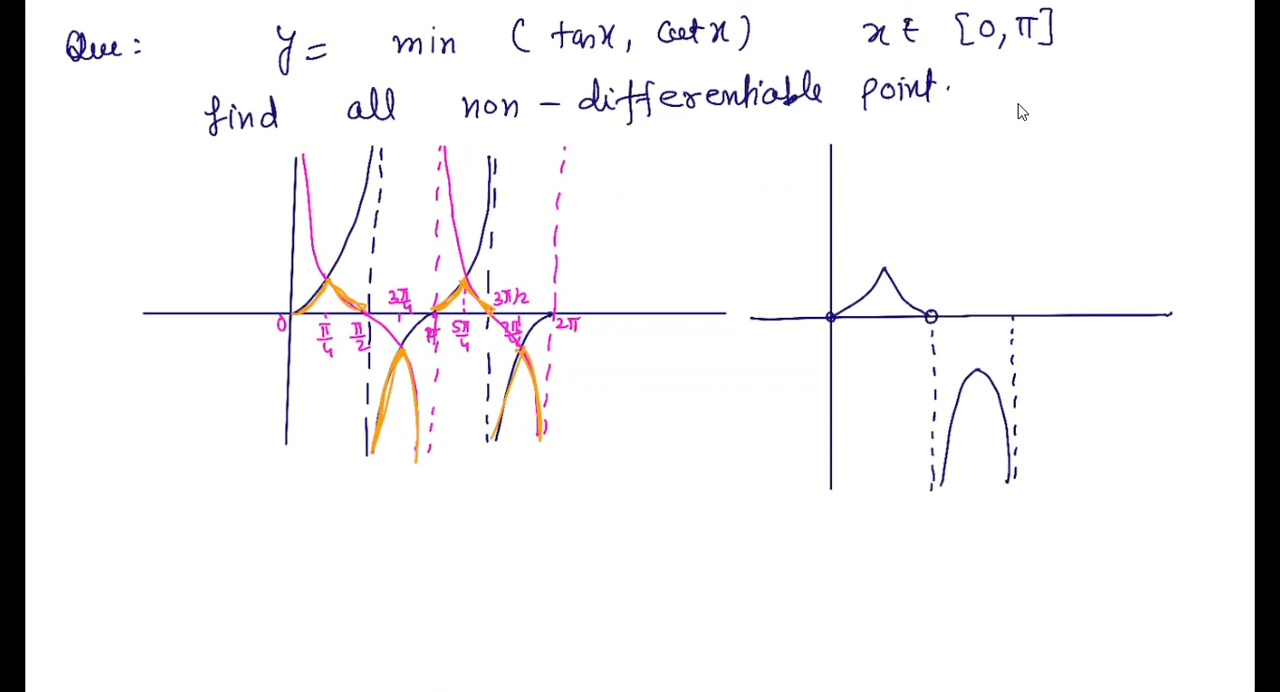 Que: y = min ( tanx, cotx ) x ∈ [0, π]
find all non - differentiable point.
3π/4 3π/2
0 π/4 π/2 π 5π/4 2π